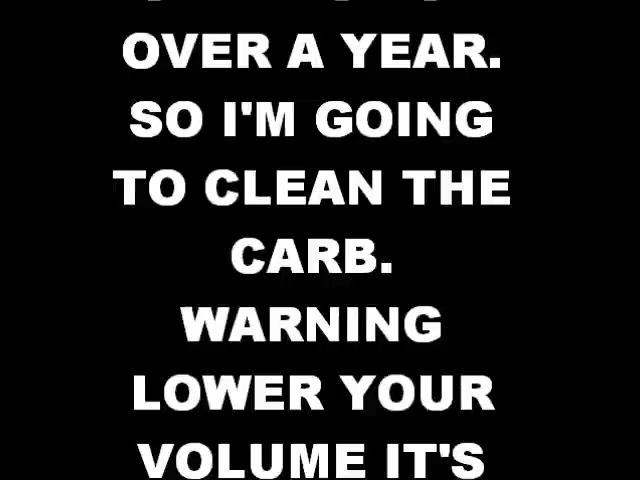 OVER A YEAR.
SO I'M GOING
TO CLEAN THE
CARB.
WARNING
LOWER YOUR
VOLUME IT'S